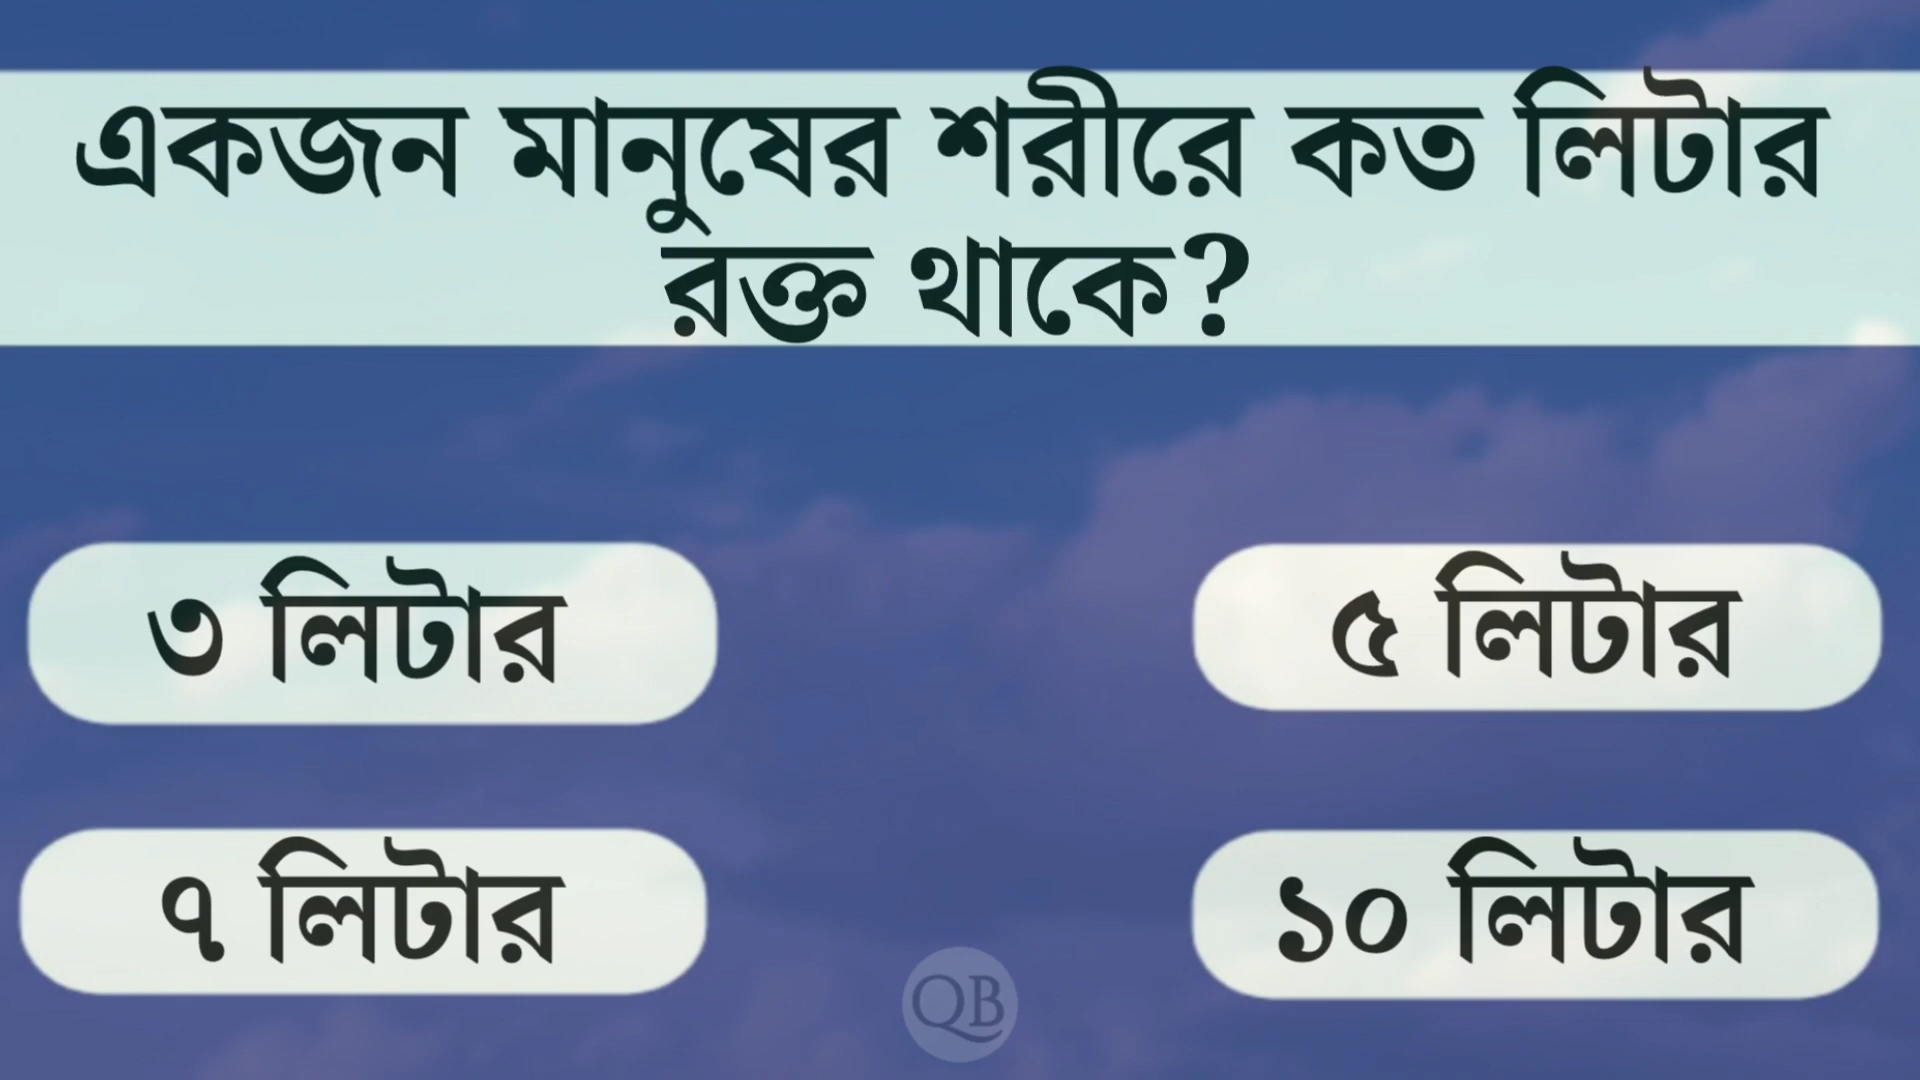 একজন মানুষের শরীরে কত লিটার
রক্ত থাকে?
৩ লিটার
৫ লিটার
৭ লিটার
১০ লিটার
QB